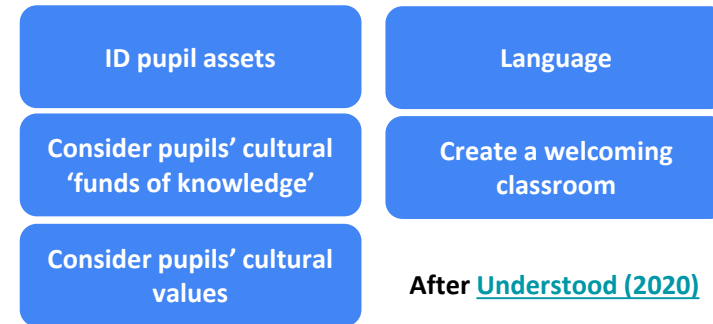 ID pupil assets
Language
Consider pupils’ cultural
‘funds of knowledge’
Create a welcoming
classroom
Consider pupils’ cultural
values
After Understood (2020)